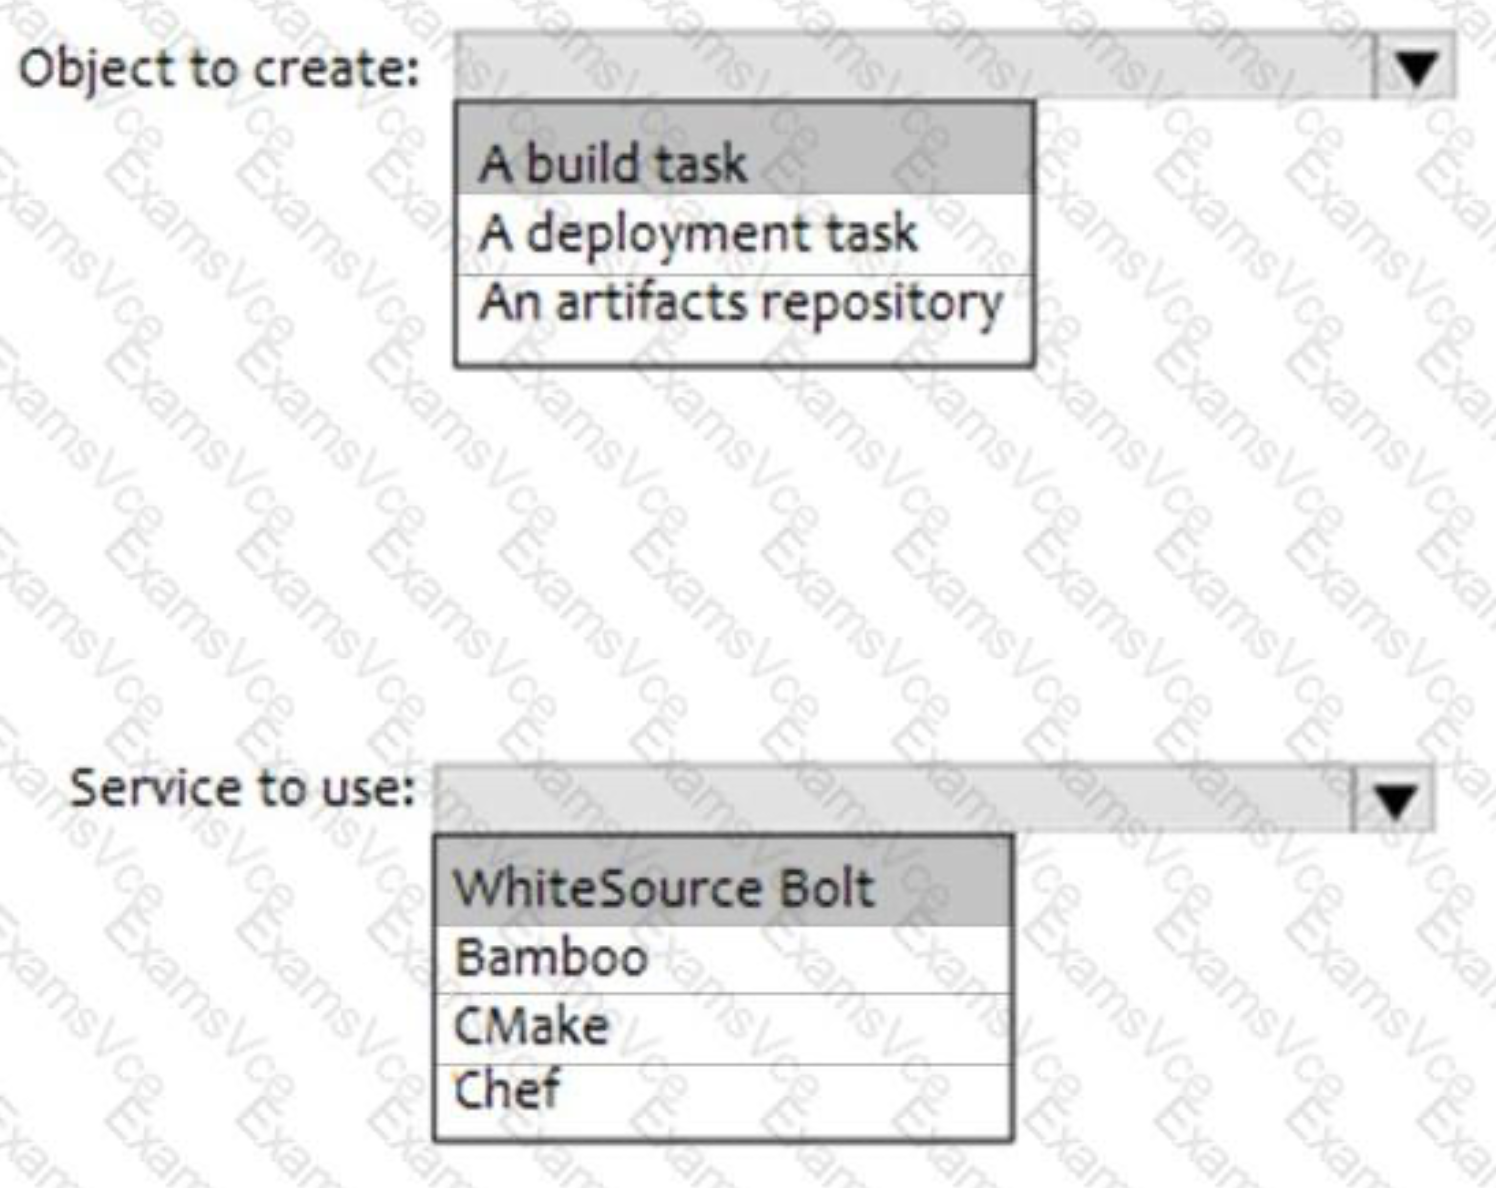 Object to create:
A build task
A deployment task
An artifacts repository
Service to use:
WhiteSource Bolt
Bamboo
CMake
Chef